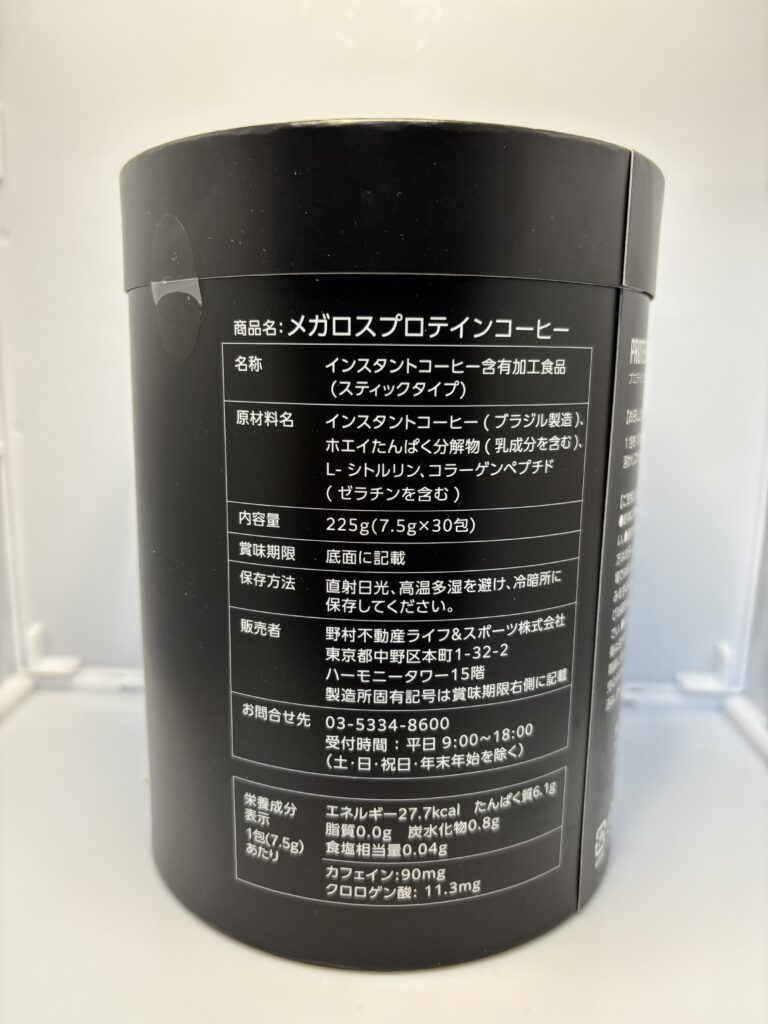 商品名：メガロスプロテインコーヒー
名称 インスタントコーヒー含有加工食品
（スティックタイプ）
原材料名 インスタントコーヒー ( ブラジル製造 )、
ホエイたんぱく分解物 ( 乳成分を含む )、
L- シトルリン、コラーゲンペプチド
( ゼラチンを含む )
内容量 225g(7.5g×30包)
賞味期限 底面に記載
保存方法 直射日光、高温多湿を避け、冷暗所に
保存してください。
販売者 野村不動産ライフ&スポーツ株式会社
東京都中野区本町1-32-2
ハーモニータワー15階
製造所固有記号は賞味期限右側に記載
お問合せ先 03-5334-8600
受付時間：平日 9:00～18:00
（土・日・祝日・年末年始を除く）
栄養成分
表示
1包(7.5g)
あたり
エネルギー27.7kcal たんぱく質6.1g
脂質0.0g 炭水化物0.8g
食塩相当量0.04g
カフェイン:90mg
クロロゲン酸: 11.3mg